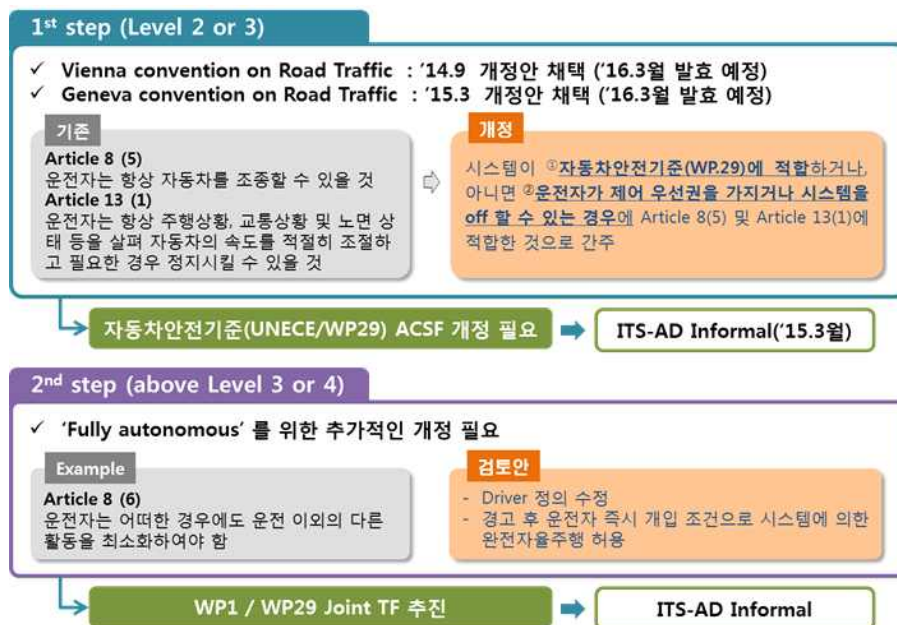 1st step (Level 2 or 3)
✓ Vienna convention on Road Traffic : ’14.9 개정안 채택 (’16.3월 발효 예정)
✓ Geneva convention on Road Traffic : ’15.3 개정안 채택 (’16.3월 발효 예정)
기존
Article 8 (5)
운전자는 항상 자동차를 조종할 수 있을 것
Article 13 (1)
운전자는 항상 주행상황, 교통상황 및 노면 상
태 등을 살펴 자동차의 속도를 적절히 조절하
고 필요한 경우 정지시킬 수 있을 것
개정
시스템이 ①자동차안전기준(WP.29)에 적합하거나,
아니면 ②운전자가 제어 우선권을 가지거나 시스템을
off 할 수 있는 경우에 Article 8(5) 및 Article 13(1)에
적합한 것으로 간주
자동차안전기준(UNECE/WP29) ACSF 개정 필요
ITS-AD Informal(’15.3월)
2nd step (above Level 3 or 4)
✓ ‘Fully autonomous’ 를 위한 추가적인 개정 필요
Example
Article 8 (6)
운전자는 어떠한 경우에도 운전 이외의 다른
활동을 최소화하여야 함
검토안
- Driver 정의 수정
- 경고 후 운전자 즉시 개입 조건으로 시스템에 의한
완전자율주행 허용
WP1 / WP29 Joint TF 추진
ITS-AD Informal